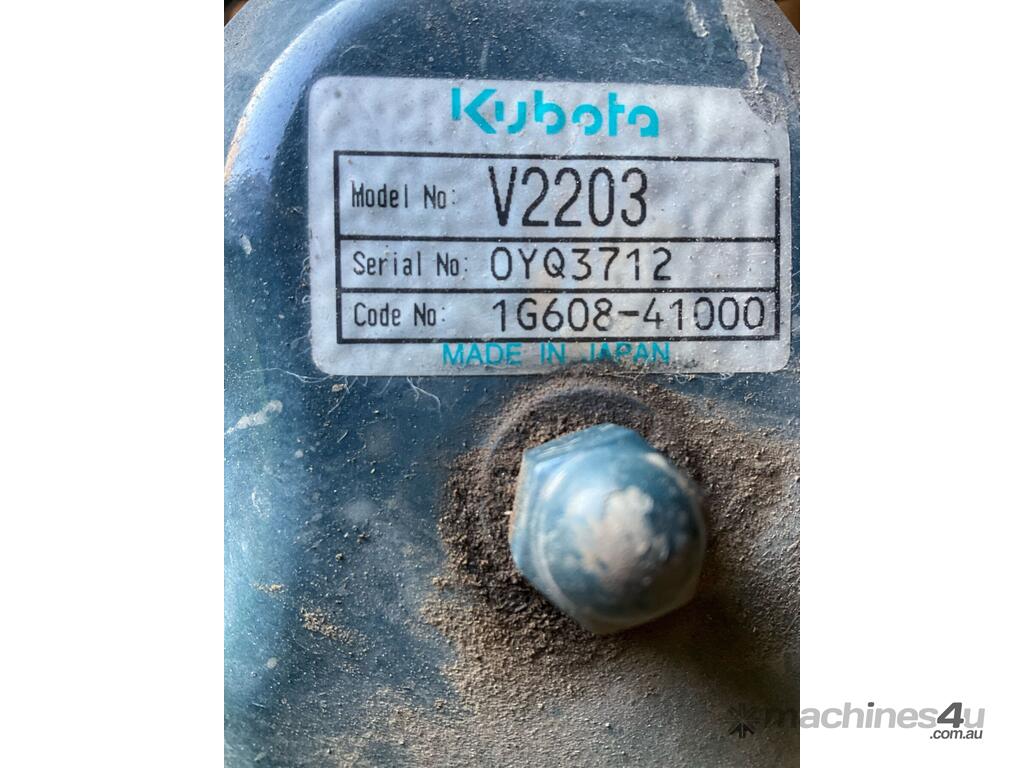 Kubota
Model No: V2203
Serial No: 0YQ3712
Code No: 1G608-41000
MADE IN JAPAN
machines4u
.com.au